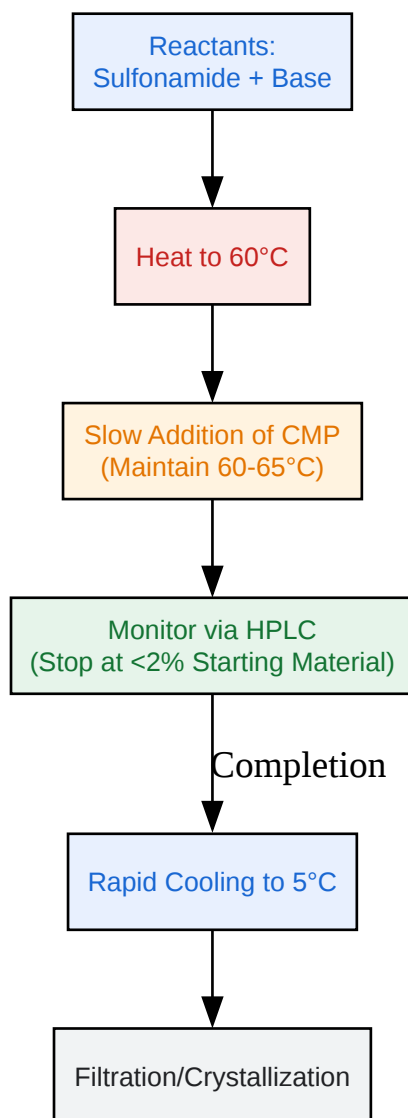 Reactants:
Sulfonamide + Base
Heat to 60°C
Slow Addition of CMP
(Maintain 60-65°C)
Monitor via HPLC
(Stop at <2% Starting Material)
Completion
Rapid Cooling to 5°C
Filtration/Crystallization